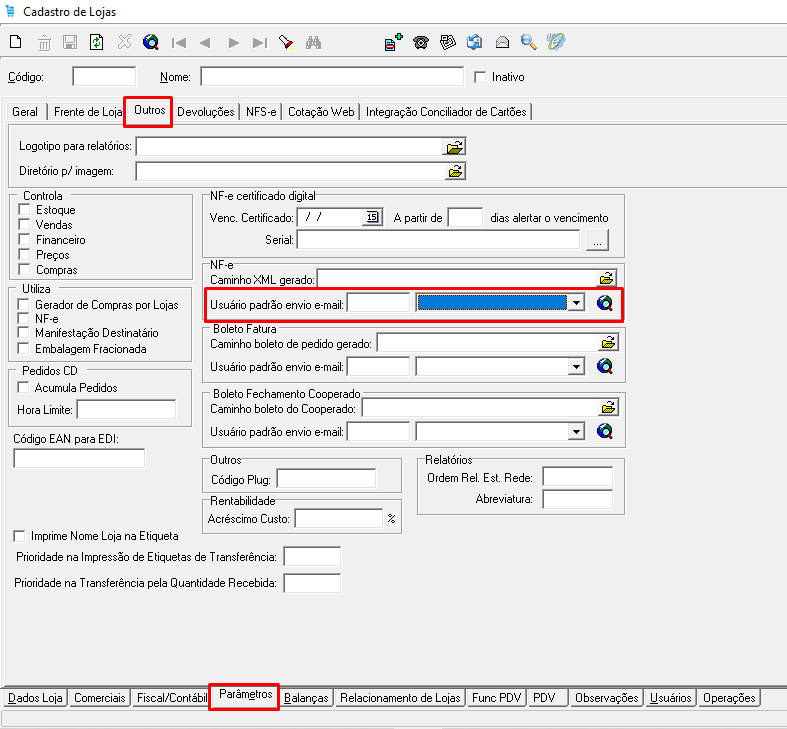 Cadastro de Lojas
Código:
Nome:
Inativo
Geral
Frente de Loja
Outros
Devoluções
NFS-e
Cotação Web
Integração Conciliador de Cartões
Logotipo para relatórios:
Diretório p/ imagem:
Controla
Estoque
Vendas
Financeiro
Preços
Compras
Utiliza
Gerador de Compras por Lojas
NF-e
Manifestação Destinatário
Embalagem Fracionada
Pedidos CD
Acumula Pedidos
Hora Limite:
Código EAN para EDI:
NF-e certificado digital
Venc. Certificado: / / 15 A partir de dias alertar o vencimento
Serial: ...
NF-e
Caminho XML gerado:
Usuário padrão envio e-mail:
Boleto Fatura
Caminho boleto de pedido gerado:
Usuário padrão envio e-mail:
Boleto Fechamento Cooperado
Caminho boleto do Cooperado:
Usuário padrão envio e-mail:
Outros
Código Plug:
Rentabilidade
Acréscimo Custo: %
Relatórios
Ordem Rel. Est. Rede:
Abreviatura:
Imprime Nome Loja na Etiqueta
Prioridade na Impressão de Etiquetas de Transferência:
Prioridade na Transferência pela Quantidade Recebida:
Dados Loja
Comerciais
Fiscal/Contábil
Parâmetros
Balanças
Relacionamento de Lojas
Func PDV
PDV
Observações
Usuários
Operações